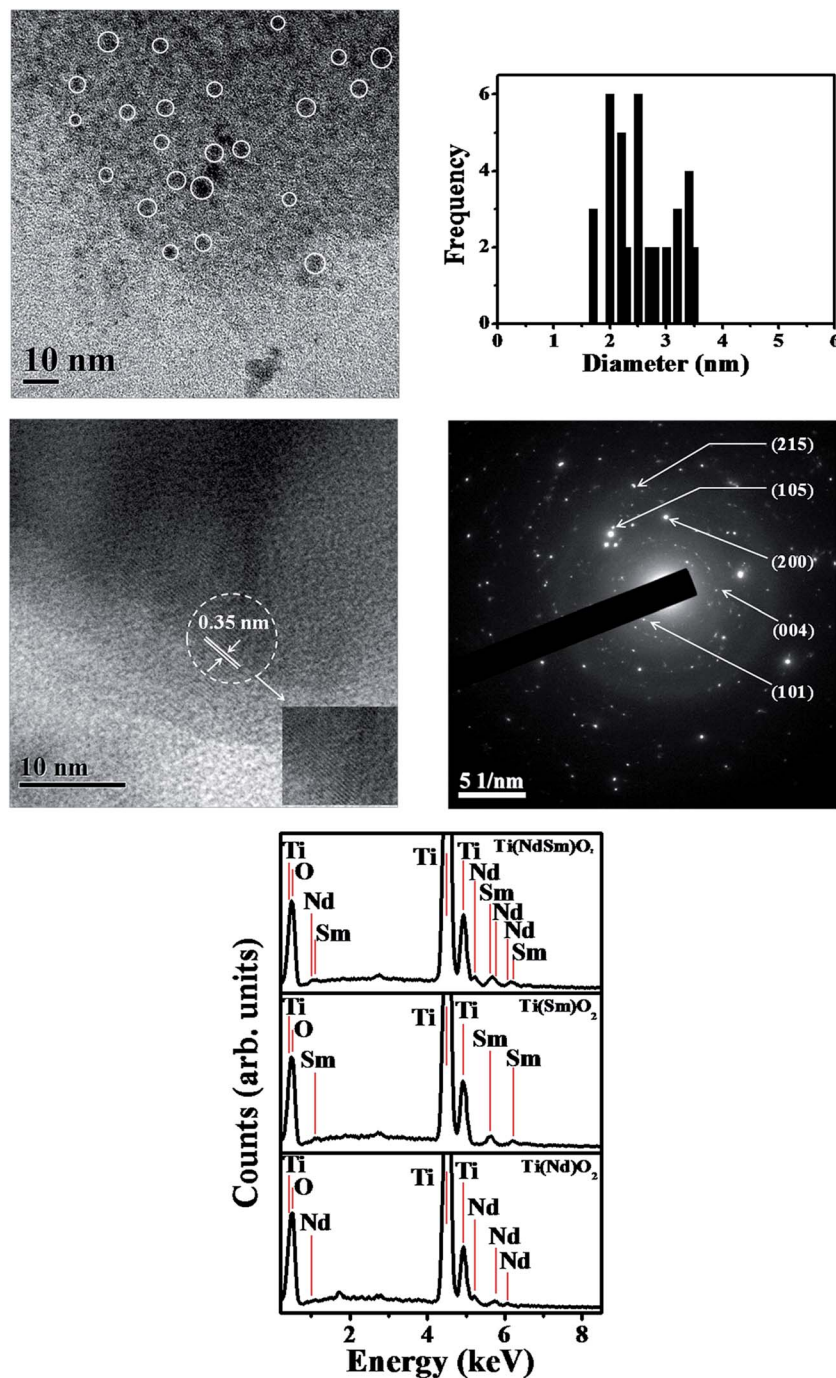 10 nm
6
4
2
0
Frequency
0 1 2 3 4 5 6
Diameter (nm)
0.35 nm
10 nm
(215)
(105)
(200)
(004)
(101)
5 1/nm
Counts (arb. units)
Ti(NdSm)O₂
Ti
O
Nd
Sm
Ti
Ti
Nd
Sm
Nd
Nd
Sm
Ti(Sm)O₂
Ti
O
Sm
Ti
Ti
Sm
Sm
Ti(Nd)O₂
Ti
O
Nd
Ti
Ti
Nd
Nd
Nd
2 4 6 8
Energy (keV)